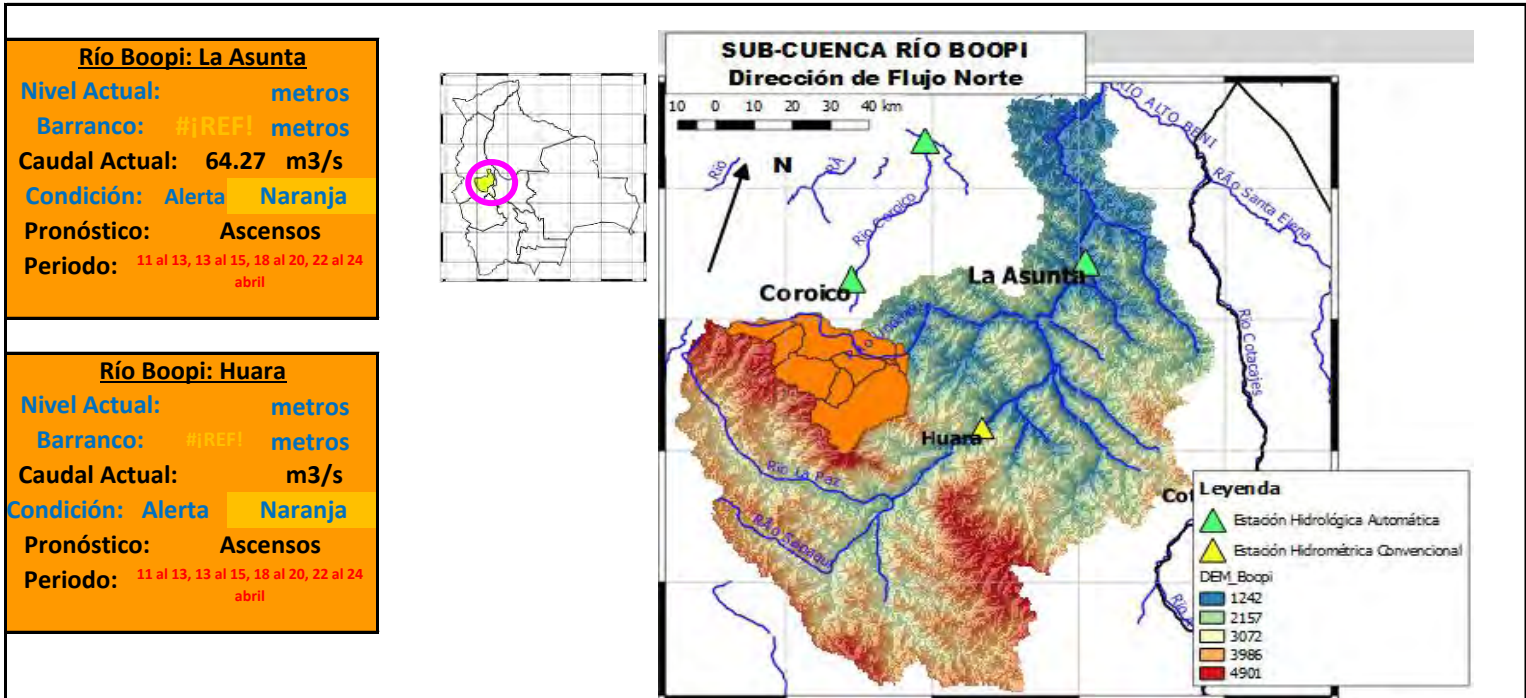 Río Boopi: La Asunta
Nivel Actual: metros
Barranco: #¡REF! metros
Caudal Actual: 64.27 m3/s
Condición: Alerta Naranja
Pronóstico: Ascensos
Periodo: 11 al 13, 13 al 15, 18 al 20, 22 al 24
abril
Río Boopi: Huara
Nivel Actual: metros
Barranco: #¡REF! metros
Caudal Actual: m3/s
Condición: Alerta Naranja
Pronóstico: Ascensos
Periodo: 11 al 13, 13 al 15, 18 al 20, 22 al 24
abril
SUB-CUENCA RÍO BOOPI
Dirección de Flujo Norte
10 0 10 20 30 40 km
N
Río
RÃ­
Río Coroico
RÍO ALTO BENI
RÃ­o Santa Elena
Río Cotacajes
Coroico
La Asunta
Huara
Río La Paz
RÃ­o Sapaqui
Leyenda
Estación Hidrológica Automática
Estación Hidrométrica Convencional
DEM_Boopi
1242
2157
3072
3986
4901